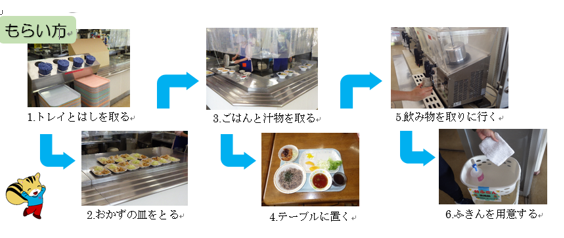 もらい方
1.トレイとはしを取る
2.おかずの皿をとる
3.ごはんと汁物を取る
4.テーブルに置く
5.飲み物を取りに行く
6.ふきんを用意する